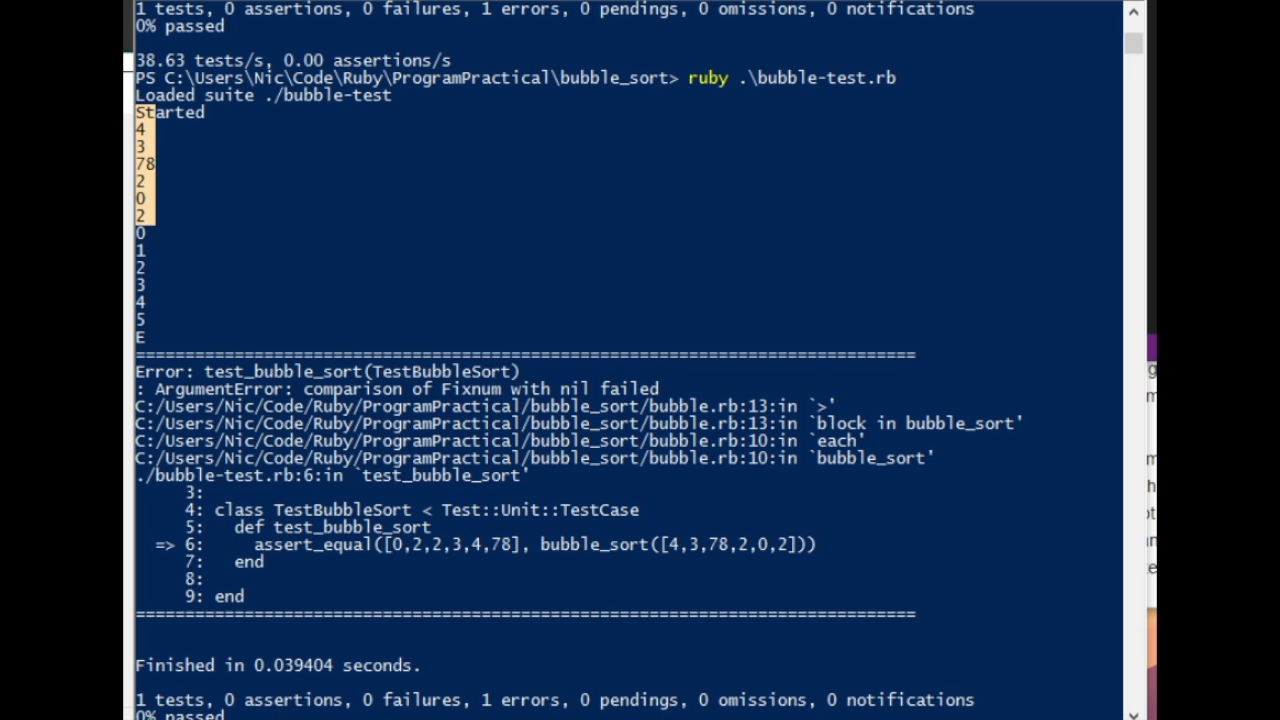 1 tests, 0 assertions, 0 failures, 1 errors, 0 pendings, 0 omissions, 0 notifications
0% passed
38.63 tests/s, 0.00 assertions/s
PS C:\Users\Nic\Code\Ruby\ProgramPractical\bubble_sort> ruby .\bubble-test.rb
Loaded suite ./bubble-test
Started
4
3
78
2
0
2
0
1
2
3
4
5
E
===============================================================================
Error: test_bubble_sort(TestBubbleSort)
: ArgumentError: comparison of Fixnum with nil failed
C:/Users/Nic/Code/Ruby/ProgramPractical/bubble_sort/bubble.rb:13:in `>'
C:/Users/Nic/Code/Ruby/ProgramPractical/bubble_sort/bubble.rb:13:in `block in bubble_sort'
C:/Users/Nic/Code/Ruby/ProgramPractical/bubble_sort/bubble.rb:10:in `each'
C:/Users/Nic/Code/Ruby/ProgramPractical/bubble_sort/bubble.rb:10:in `bubble_sort'
./bubble-test.rb:6:in `test_bubble_sort'
3:
4: class TestBubbleSort < Test::Unit::TestCase
5:   def test_bubble_sort
=> 6:     assert_equal([0,2,2,3,4,78], bubble_sort([4,3,78,2,0,2]))
7:   end
8:
9: end
===============================================================================
Finished in 0.039404 seconds.
1 tests, 0 assertions, 0 failures, 1 errors, 0 pendings, 0 omissions, 0 notifications
0% passed